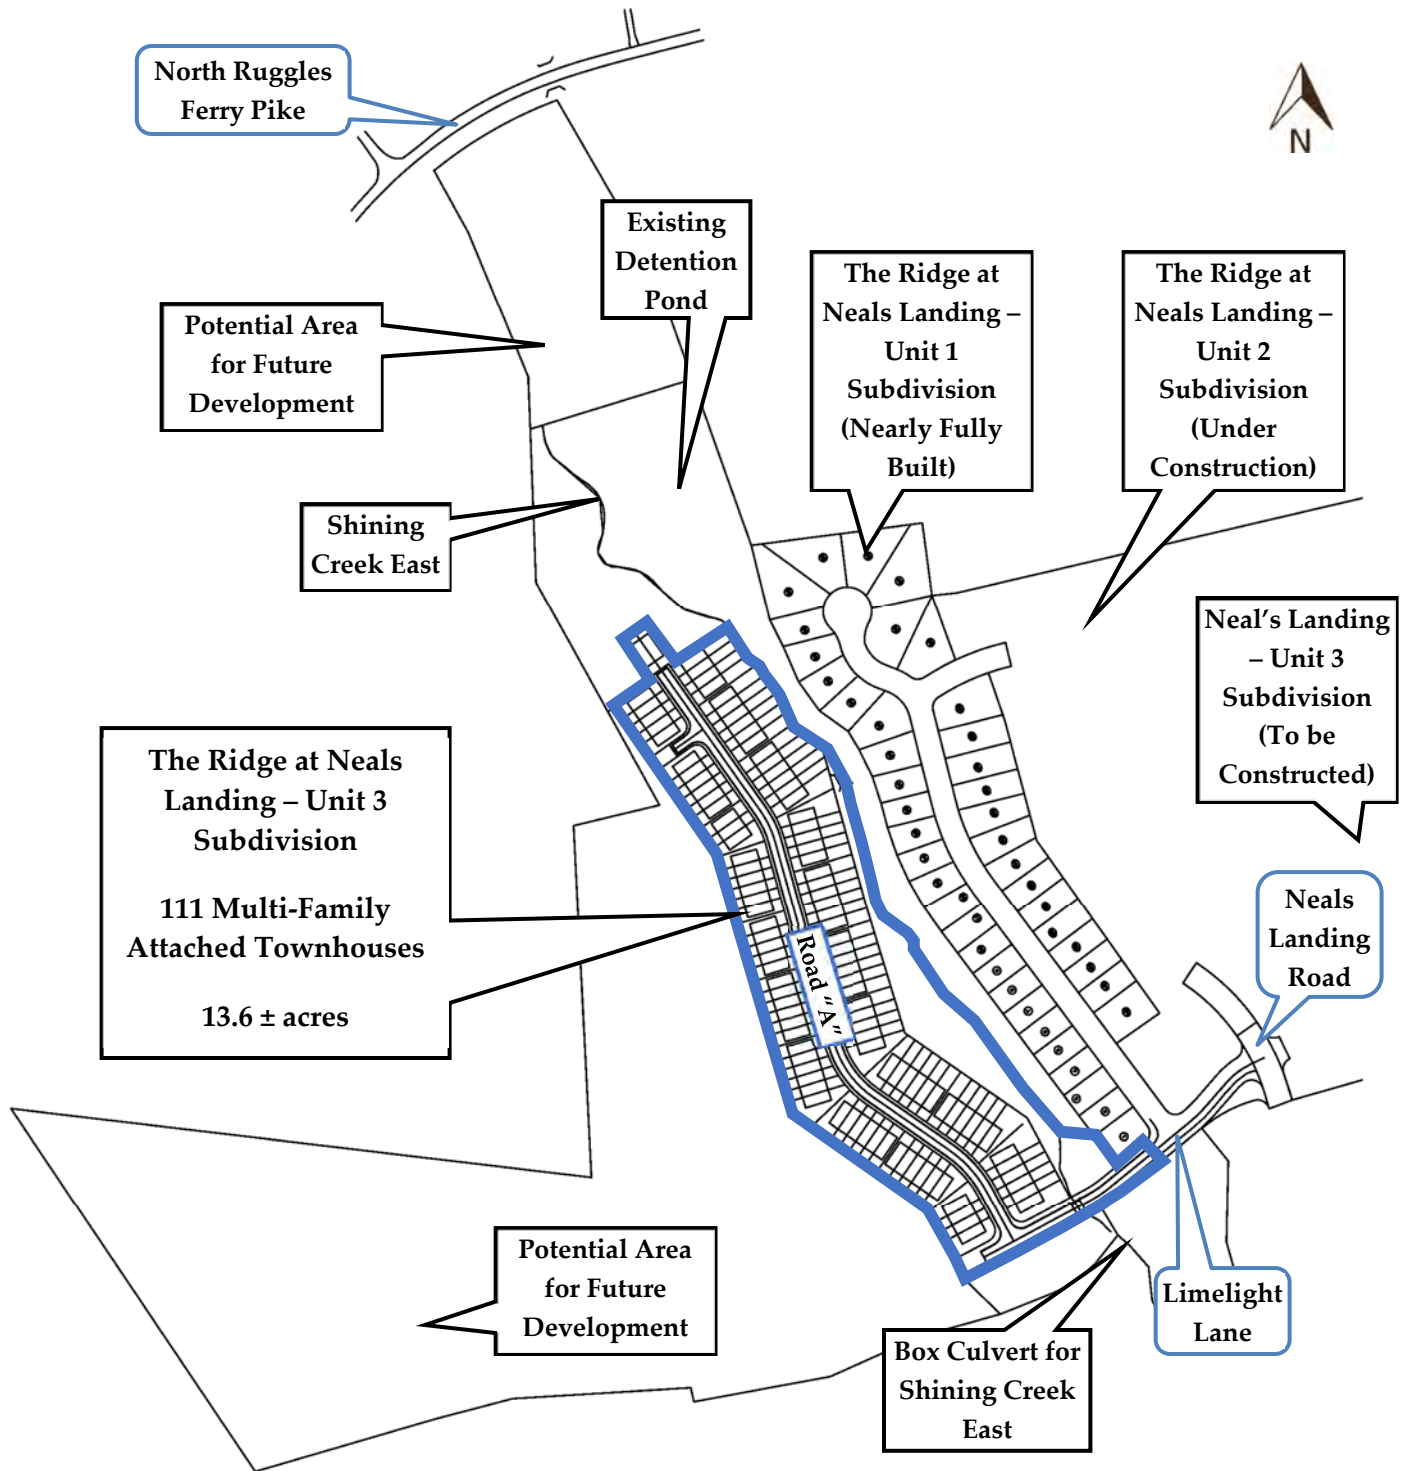 North Ruggles
Ferry Pike
N
Existing
Detention
Pond
The Ridge at
Neals Landing –
Unit 1
Subdivision
(Nearly Fully
Built)
The Ridge at
Neals Landing –
Unit 2
Subdivision
(Under
Construction)
Potential Area
for Future
Development
Shining
Creek East
Neal's Landing
– Unit 3
Subdivision
(To be
Constructed)
The Ridge at Neals
Landing – Unit 3
Subdivision
111 Multi-Family
Attached Townhouses
13.6 ± acres
Neals
Landing
Road
Road "A"
Potential Area
for Future
Development
Limelight
Lane
Box Culvert for
Shining Creek
East